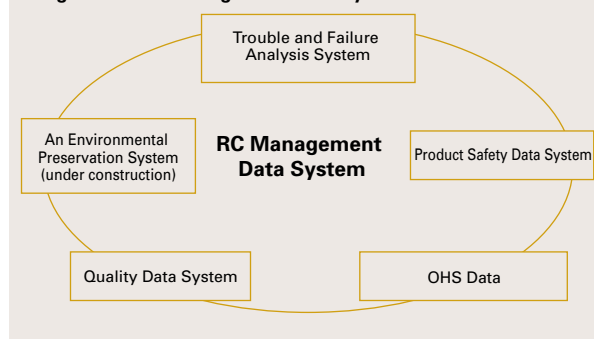 Trouble and Failure
Analysis System
An Environmental
Preservation System
(under construction)
RC Management
Data System
Product Safety Data System
Quality Data System
OHS Data